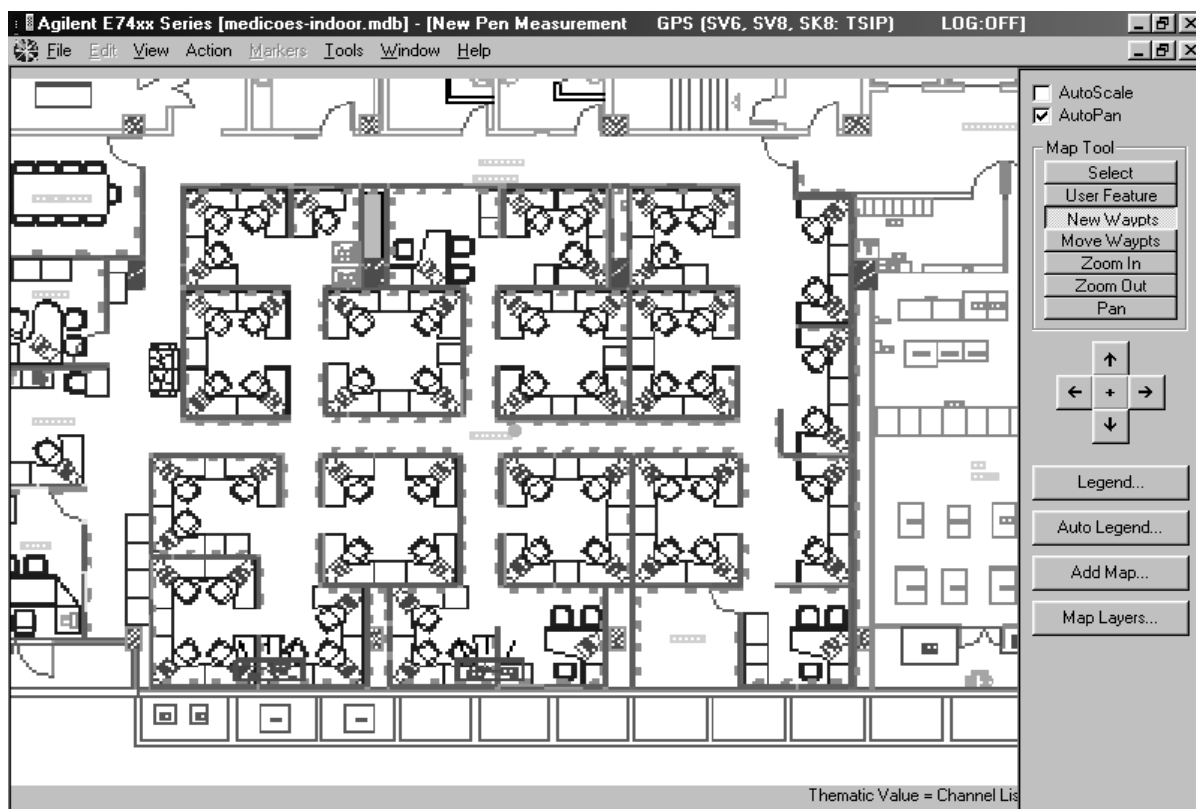 Agilent E74xx Series [medicoes-indoor.mdb] - [New Pen Measurement GPS (SV6, SV8, SK8: TSIP) LOG:OFF]
File Edit View Action Markers Tools Window Help
AutoScale
AutoPan
Map Tool
Select
User Feature
New Waypts
Move Waypts
Zoom In
Zoom Out
Pan
Legend...
Auto Legend...
Add Map...
Map Layers...
Thematic Value = Channel Lis